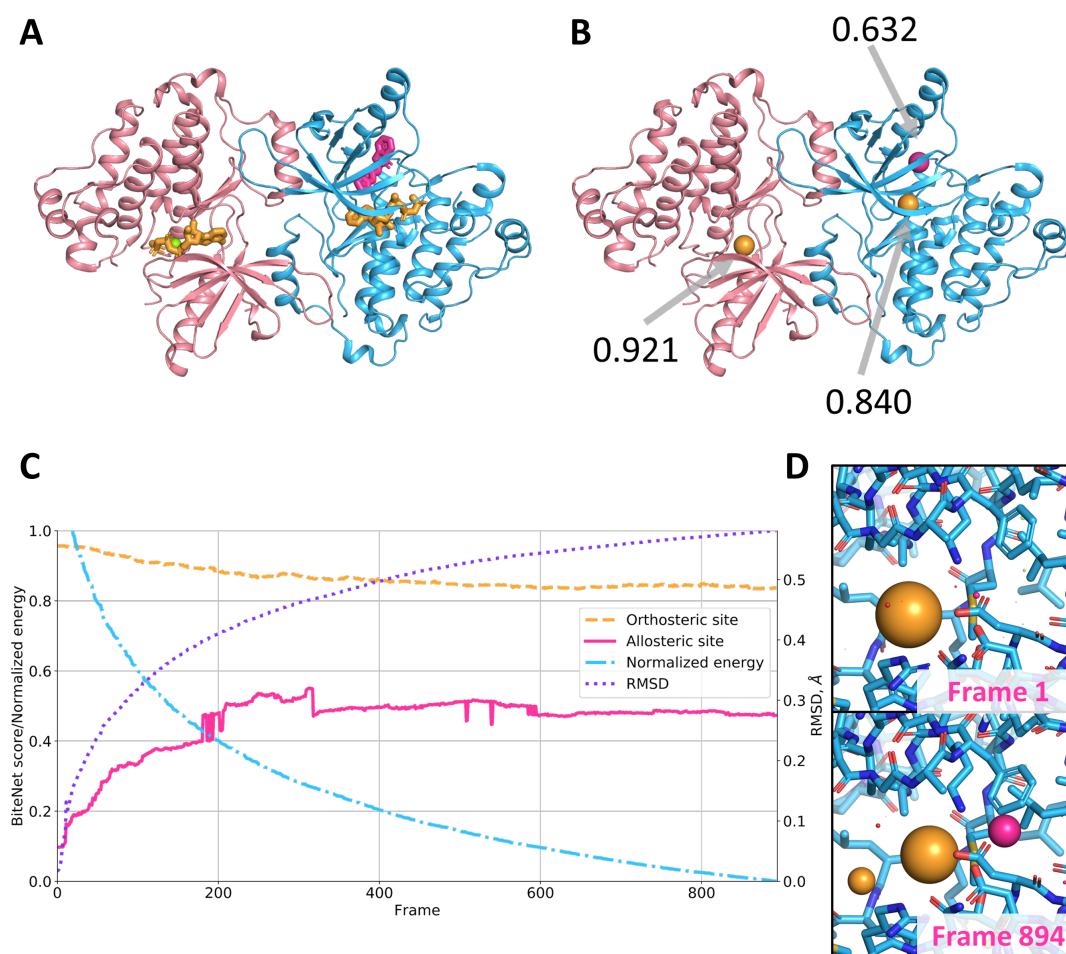 A
B
0.632
0.921
0.840
C
D
BiteNet score/Normalized energy
1.0
0.8
0.6
0.4
0.2
0.0
0
200
400
600
800
Frame
Orthosteric site
Allosteric site
Normalized energy
RMSD
0.5
0.4
0.3
0.2
0.1
0.0
RMSD, Å
Frame 1
Frame 894